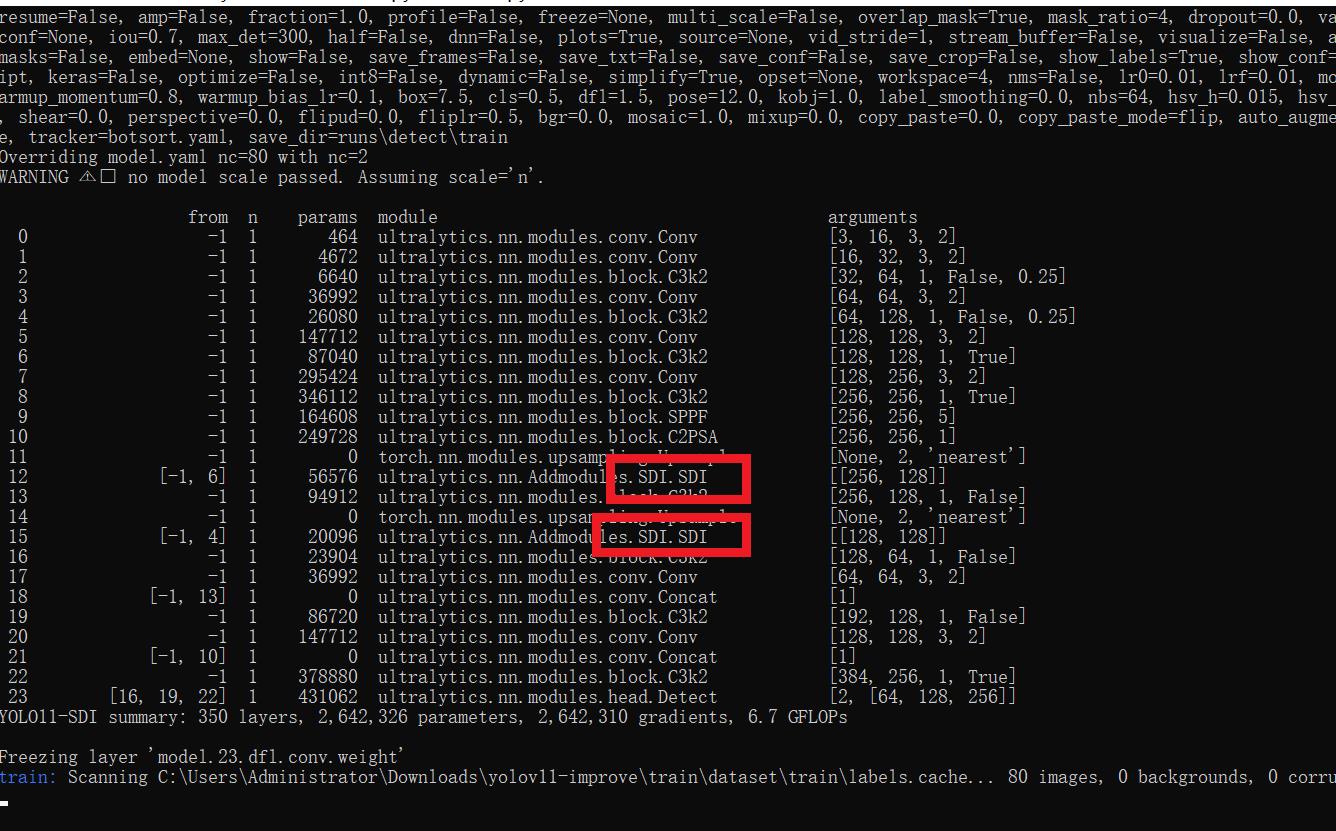 resume=False, amp=False, fraction=1.0, profile=False, freeze=None, multi_scale=False, overlap_mask=True, mask_ratio=4, dropout=0.0, va
conf=None, iou=0.7, max_det=300, half=False, dnn=False, plots=True, source=None, vid_stride=1, stream_buffer=False, visualize=False, a
masks=False, embed=None, show=False, save_frames=False, save_txt=False, save_conf=False, save_crop=False, show_labels=True, show_conf=
ipt, keras=False, optimize=False, int8=False, dynamic=False, simplify=True, opset=None, workspace=4, nms=False, lr0=0.01, lrf=0.01, mo
armup_momentum=0.8, warmup_bias_lr=0.1, box=7.5, cls=0.5, dfl=1.5, pose=12.0, kobj=1.0, label_smoothing=0.0, nbs=64, hsv_h=0.015, hsv_
, shear=0.0, perspective=0.0, flipud=0.0, fliplr=0.5, bgr=0.0, mosaic=1.0, mixup=0.0, copy_paste=0.0, copy_paste_mode=flip, auto_augme
e, tracker=botsort.yaml, save_dir=runs\detect\train
Overriding model.yaml nc=80 with nc=2
WARNING ⚠□ no model scale passed. Assuming scale='n'.
from n params module arguments
0 -1 1 464 ultralytics.nn.modules.conv.Conv [3, 16, 3, 2]
1 -1 1 4672 ultralytics.nn.modules.conv.Conv [16, 32, 3, 2]
2 -1 1 6640 ultralytics.nn.modules.block.C3k2 [32, 64, 1, False, 0.25]
3 -1 1 36992 ultralytics.nn.modules.conv.Conv [64, 64, 3, 2]
4 -1 1 26080 ultralytics.nn.modules.block.C3k2 [64, 128, 1, False, 0.25]
5 -1 1 147712 ultralytics.nn.modules.conv.Conv [128, 128, 3, 2]
6 -1 1 87040 ultralytics.nn.modules.block.C3k2 [128, 128, 1, True]
7 -1 1 295424 ultralytics.nn.modules.conv.Conv [128, 256, 3, 2]
8 -1 1 346112 ultralytics.nn.modules.block.C3k2 [256, 256, 1, True]
9 -1 1 164608 ultralytics.nn.modules.block.SPPF [256, 256, 5]
10 -1 1 249728 ultralytics.nn.modules.block.C2PSA [256, 256, 1]
11 -1 1 0 torch.nn.modules.upsampling.Upsample [None, 2, 'nearest']
12 [-1, 6] 1 56576 ultralytics.nn.Addmodules.SDI.SDI [[256, 128]]
13 -1 1 94912 ultralytics.nn.modules.block.C3k2 [256, 128, 1, False]
14 -1 1 0 torch.nn.modules.upsampling.Upsample [None, 2, 'nearest']
15 [-1, 4] 1 20096 ultralytics.nn.Addmodules.SDI.SDI [[128, 128]]
16 -1 1 23904 ultralytics.nn.modules.block.C3k2 [128, 64, 1, False]
17 -1 1 36992 ultralytics.nn.modules.conv.Conv [64, 64, 3, 2]
18 [-1, 13] 1 0 ultralytics.nn.modules.conv.Concat [1]
19 -1 1 86720 ultralytics.nn.modules.block.C3k2 [192, 128, 1, False]
20 -1 1 147712 ultralytics.nn.modules.conv.Conv [128, 128, 3, 2]
21 [-1, 10] 1 0 ultralytics.nn.modules.conv.Concat [1]
22 -1 1 378880 ultralytics.nn.modules.block.C3k2 [384, 256, 1, True]
23 [16, 19, 22] 1 431062 ultralytics.nn.modules.head.Detect [2, [64, 128, 256]]
YOLO11-SDI summary: 350 layers, 2,642,326 parameters, 2,642,310 gradients, 6.7 GFLOPs
Freezing layer 'model.23.dfl.conv.weight'
train: Scanning C:\Users\Administrator\Downloads\yolov11-improve\train\dataset\train\labels.cache... 80 images, 0 backgrounds, 0 corru